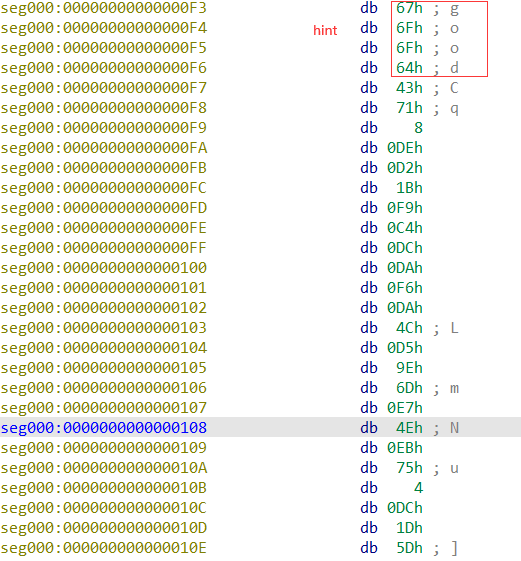 seg000:00000000000000F3 db 67h ; g
seg000:00000000000000F4 hint db 6Fh ; o
seg000:00000000000000F5 db 6Fh ; o
seg000:00000000000000F6 db 64h ; d
seg000:00000000000000F7 db 43h ; C
seg000:00000000000000F8 db 71h ; q
seg000:00000000000000F9 db 8
seg000:00000000000000FA db 0DEh
seg000:00000000000000FB db 0D2h
seg000:00000000000000FC db 1Bh
seg000:00000000000000FD db 0F9h
seg000:00000000000000FE db 0C4h
seg000:00000000000000FF db 0DCh
seg000:0000000000000100 db 0DAh
seg000:0000000000000101 db 0F6h
seg000:0000000000000102 db 0DAh
seg000:0000000000000103 db 4Ch ; L
seg000:0000000000000104 db 0D5h
seg000:0000000000000105 db 9Eh
seg000:0000000000000106 db 6Dh ; m
seg000:0000000000000107 db 0E7h
seg000:0000000000000108 db 4Eh ; N
seg000:0000000000000109 db 0EBh
seg000:000000000000010A db 75h ; u
seg000:000000000000010B db 4
seg000:000000000000010C db 0DCh
seg000:000000000000010D db 1Dh
seg000:000000000000010E db 5Dh ; ]